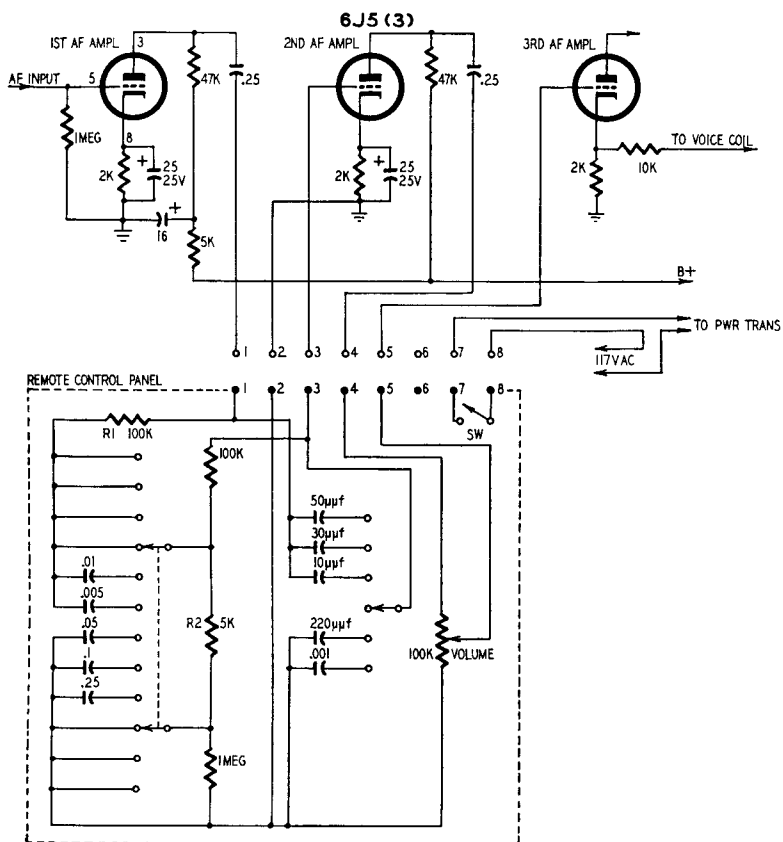 6J5 (3)
1ST AF AMPL
3
2ND AF AMPL
3RD AF AMPL
AF INPUT
5
47K
.25
47K
.25
1MEG
8
2K
25
25V
2K
25
25V
TO VOICE COIL
2K
10K
16
5K
B+
TO PWR TRANS
117VAC
1 2 3 4 5 6 7 8
REMOTE CONTROL PANEL
1 2 3 4 5 6 7 8
R1 100K
SW
100K
50µµf
30µµf
10µµf
.01
.005
.05
R2 5K
220µµf
.1
.001
100K VOLUME
.25
1MEG